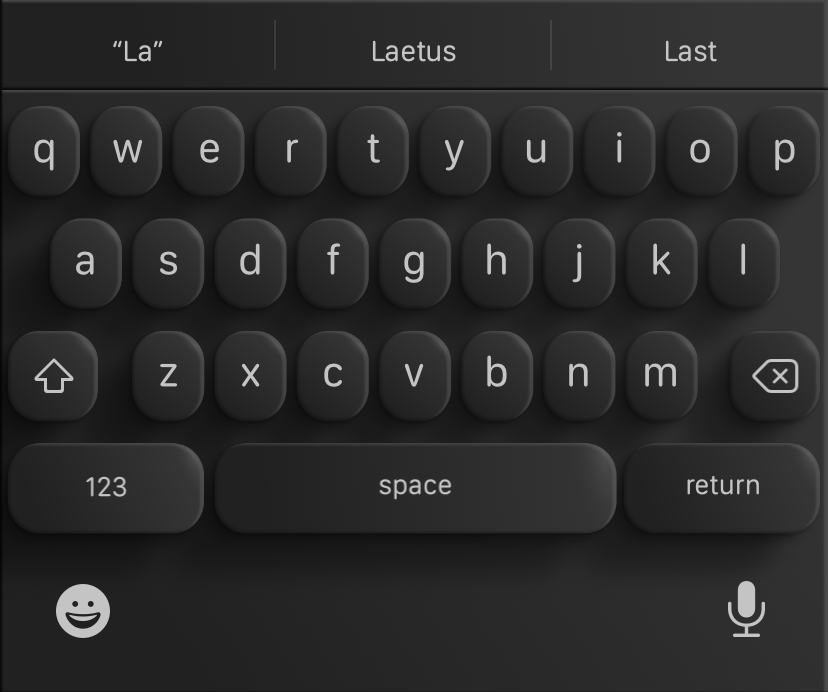 “La” Laetus Last
q w e r t y u i o p
a s d f g h j k l
z x c v b n m
123 space return